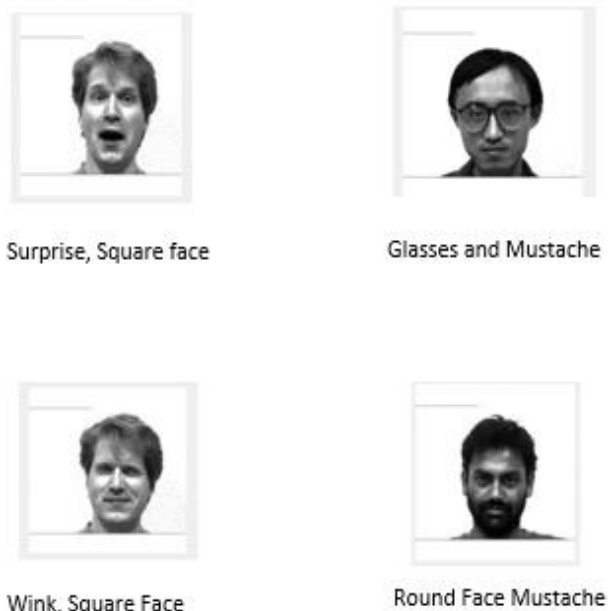 Surprise, Square face
Glasses and Mustache
Wink, Square Face
Round Face Mustache